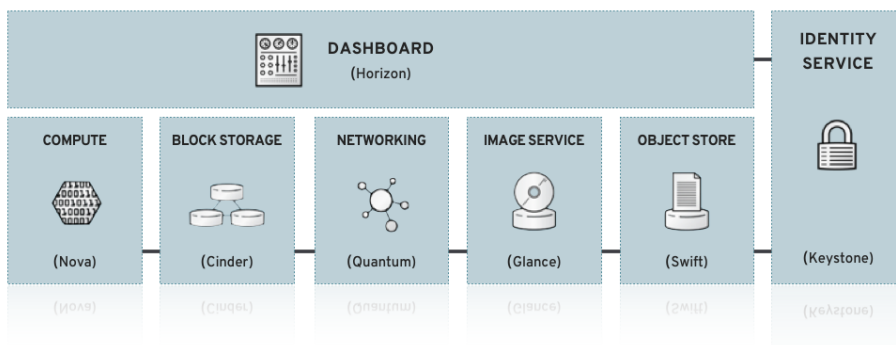 DASHBOARD
(Horizon)
IDENTITY
SERVICE
(Keystone)
COMPUTE
(Nova)
BLOCK STORAGE
(Cinder)
NETWORKING
(Quantum)
IMAGE SERVICE
(Glance)
OBJECT STORE
(Swift)